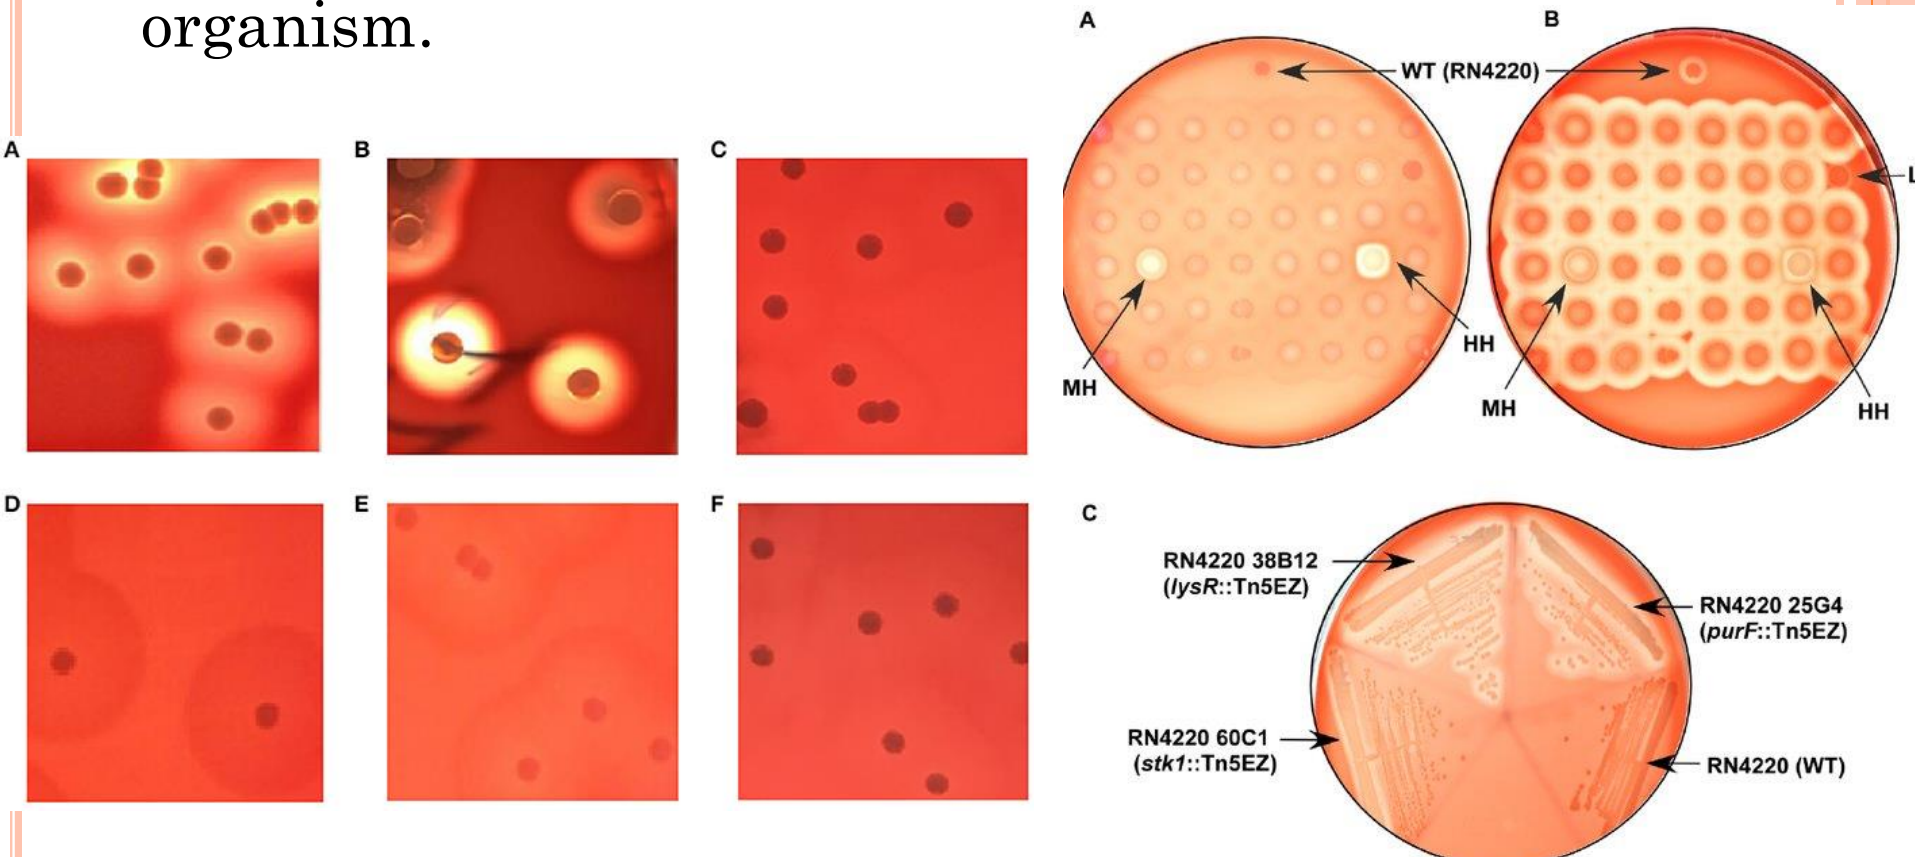 organism.
A
B
C
D
E
F
A
B
WT (RN4220)
L
MH
HH
MH
HH
C
RN4220 38B12
(lysR::Tn5EZ)
RN4220 25G4
(purF::Tn5EZ)
RN4220 60C1
(stk1::Tn5EZ)
RN4220 (WT)